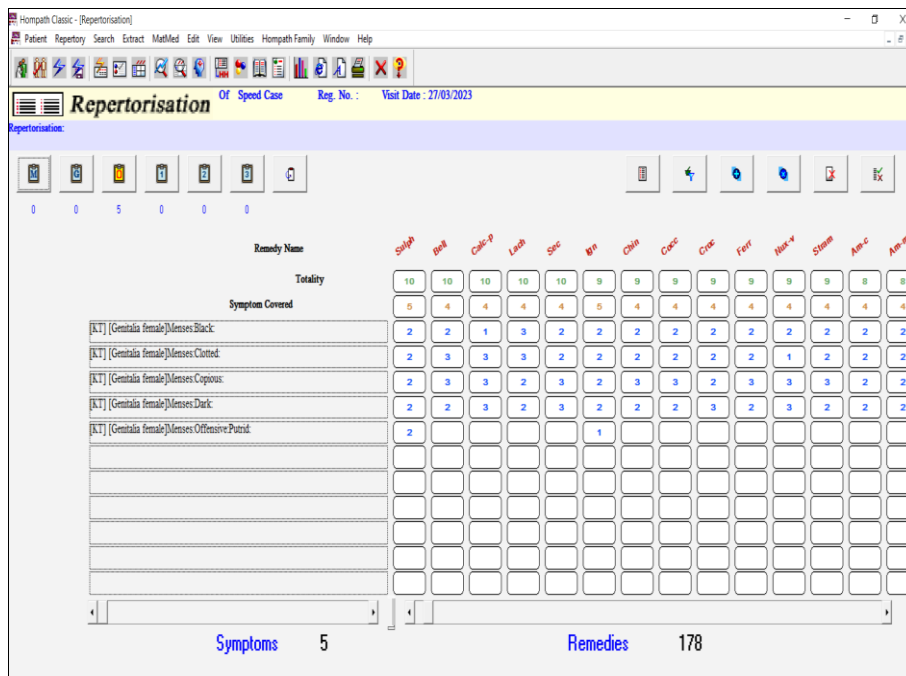 Hompath Classic - [Repertorisation]
Patient Repertory Search Extract MatMed Edit View Utilities Hompath Family Window Help
Repertorisation Of Speed Case Reg. No. : Visit Date : 27/03/2023
Repertorisation:
M G 1 2 3
0 0 5 0 0 0
Remedy Name Sulph Bell Calc-p Lach Sec Ign Chin Cocc Croc Ferr Nux-v Stram Am-c
Totality 10 10 10 10 10 9 9 9 9 9 9 9 8 8
Symptom Covered 5 4 4 4 4 5 4 4 4 4 4 4 4 4
[KT] [Genitalia female]Menses:Black: 2 2 1 3 2 2 2 2 2 2 2 2 2 2
[KT] [Genitalia female]Menses:Clotted: 2 3 3 3 2 2 2 2 2 2 1 2 2 2
[KT] [Genitalia female]Menses:Copious: 2 3 3 2 3 2 3 3 2 3 3 3 2 2
[KT] [Genitalia female]Menses:Dark: 2 2 3 2 3 2 2 2 3 2 3 2 2 2
[KT] [Genitalia female]Menses:Offensive:Putrid: 2 1
Symptoms 5 Remedies 178